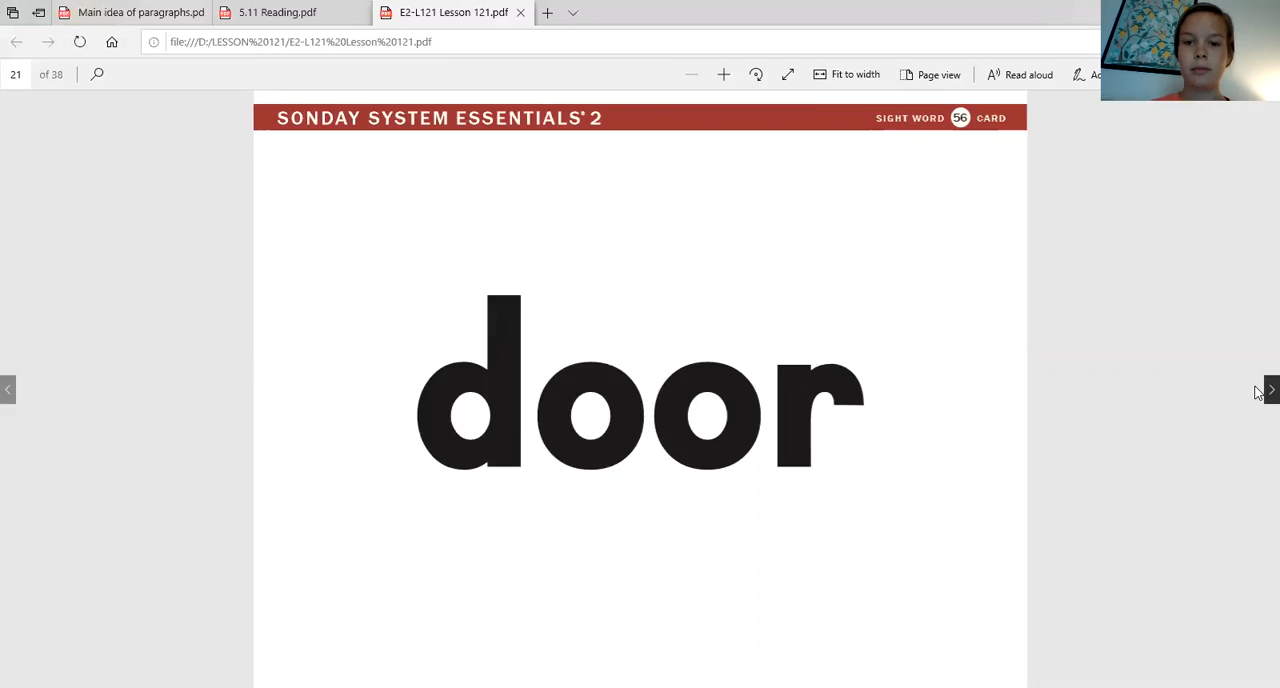 Main idea of paragraphs.pd
5.11 Reading.pdf
E2-L121 Lesson 121.pdf
file:///D:/LESSON%20121/E2-L121%20Lesson%20121.pdf
21 of 38
Fit to width
Page view
A Read aloud
SONDAY SYSTEM ESSENTIALS® 2
SIGHT WORD 56 CARD
door